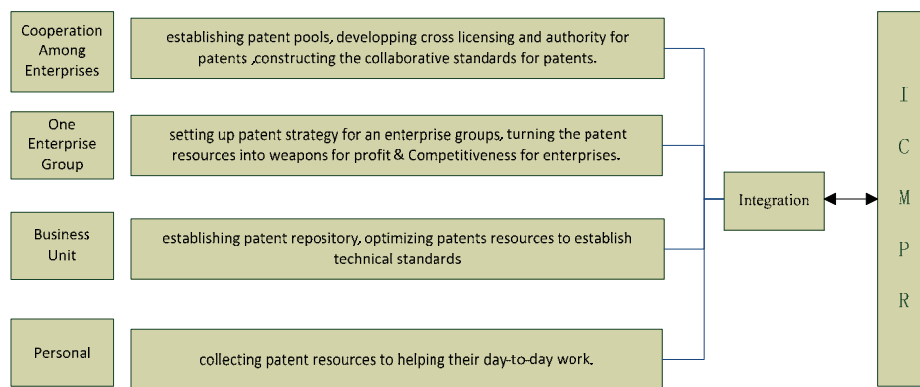 Cooperation
Among
Enterprises
establishing patent pools, developping cross licensing and authority for
patents ,constructing the collaborative standards for patents.
One
Enterprise
Group
setting up patent strategy for an enterprise groups, turning the patent
resources into weapons for profit & Competitiveness for enterprises.
Business
Unit
establishing patent repository, optimizing patents resources to establish
technical standards
Personal
collecting patent resources to helping their day-to-day work.
Integration
I
C
M
P
R